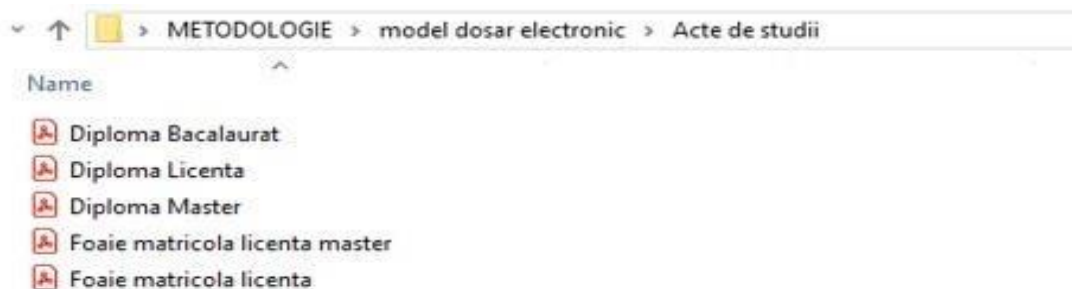 METODOLOGIE > model dosar electronic > Acte de studii
Name
Diploma Bacalaurat
Diploma Licenta
Diploma Master
Foaie matricola licenta master
Foaie matricola licenta